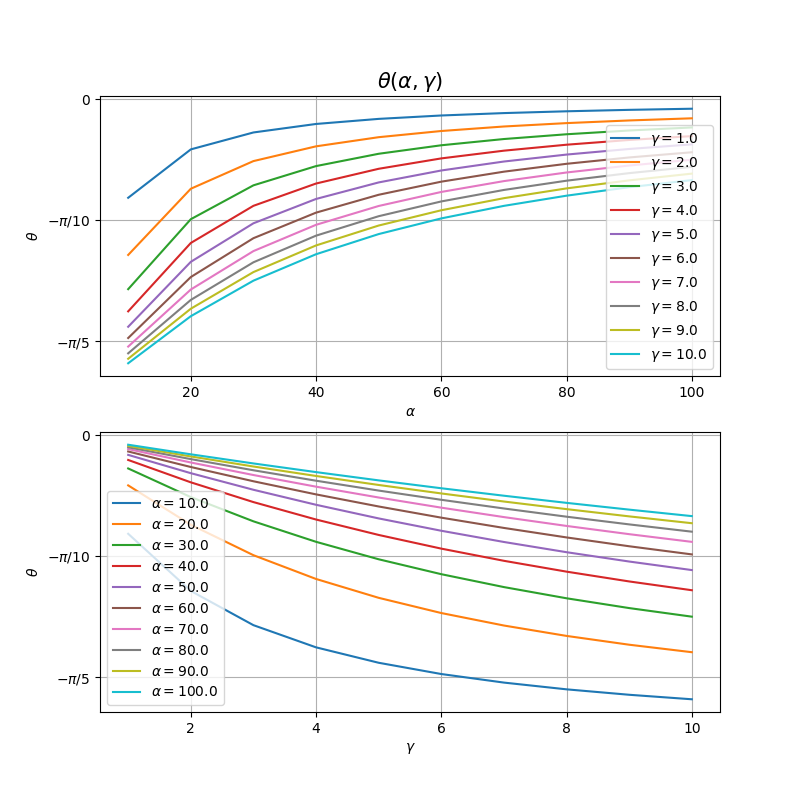 θ(α, γ)
0
−π/10
−π/5
θ
γ = 1.0
γ = 2.0
γ = 3.0
γ = 4.0
γ = 5.0
γ = 6.0
γ = 7.0
γ = 8.0
γ = 9.0
γ = 10.0
20 40 60 80 100
α
0
−π/10
−π/5
θ
α = 10.0
α = 20.0
α = 30.0
α = 40.0
α = 50.0
α = 60.0
α = 70.0
α = 80.0
α = 90.0
α = 100.0
2 4 6 8 10
γ